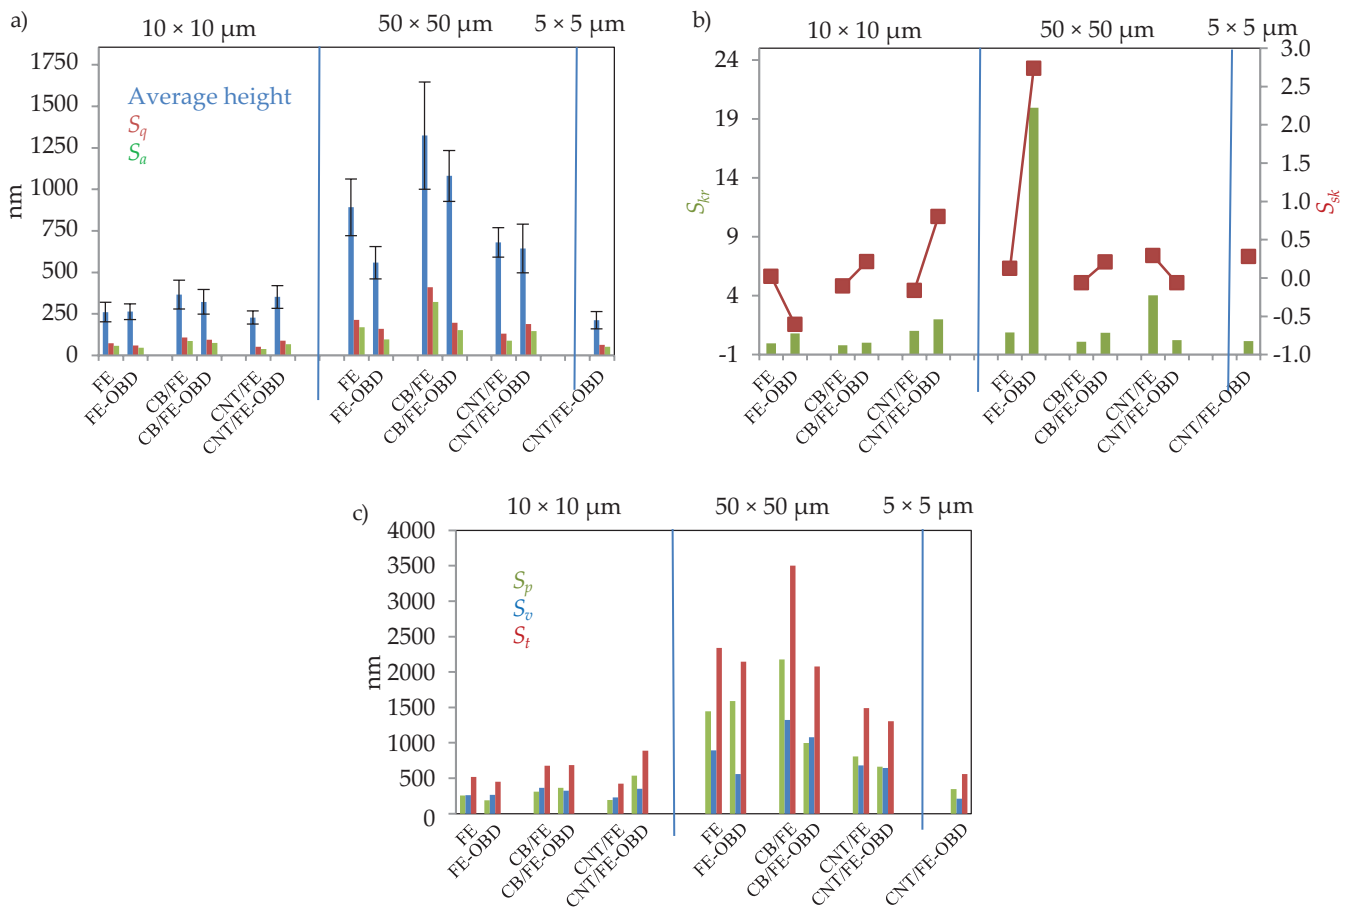 a)
10 × 10 µm
50 × 50 µm
5 × 5 µm
1750
1500
1250
1000
750
500
250
0
nm
Average height
Sq
Sa
FE
FE-OBD
CB/FE
CB/FE-OBD
CNT/FE
CNT/FE-OBD
FE
FE-OBD
CB/FE
CB/FE-OBD
CNT/FE
CNT/FE-OBD
CNT/FE-OBD
b)
10 × 10 µm
50 × 50 µm
5 × 5 µm
24
19
14
9
4
-1
Skr
3.0
2.5
2.0
1.5
1.0
0.5
0.0
-0.5
-1.0
Ssk
FE
FE-OBD
CB/FE
CB/FE-OBD
CNT/FE
CNT/FE-OBD
FE
FE-OBD
CB/FE
CB/FE-OBD
CNT/FE
CNT/FE-OBD
CNT/FE-OBD
c)
10 × 10 µm
50 × 50 µm
5 × 5 µm
4000
3500
3000
2500
2000
1500
1000
500
0
nm
Sp
Sv
St
FE
FE-OBD
CB/FE
CB/FE-OBD
CNT/FE
CNT/FE-OBD
FE
FE-OBD
CB/FE
CB/FE-OBD
CNT/FE
CNT/FE-OBD
CNT/FE-OBD